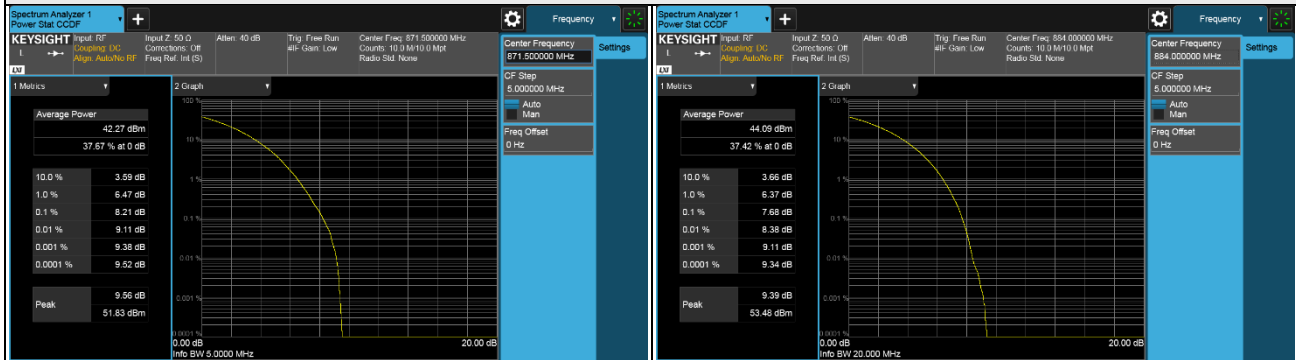 Spectrum Analyzer 1
Power Stat CCDF
+
Frequency
KEYSIGHT
L
LXI
Input: RF
Coupling: DC
Align: Auto/No RF
Input Z: 50 Ω
Corrections: Off
Freq Ref: Int (S)
Atten: 40 dB
Trig: Free Run
#IF Gain: Low
Center Freq: 871.500000 MHz
Counts: 10.0 M/10.0 Mpt
Radio Std: None
Center Frequency
871.500000 MHz
Settings
CF Step
5.000000 MHz
Auto
Man
Freq Offset
0 Hz
1 Metrics
2 Graph
Average Power
42.27 dBm
37.67 % at 0 dB
10.0 % 3.59 dB
1.0 % 6.47 dB
0.1 % 8.21 dB
0.01 % 9.11 dB
0.001 % 9.38 dB
0.0001 % 9.52 dB
Peak 9.56 dB
51.83 dBm
100 %
10 %
1 %
0.1 %
0.01 %
0.001 %
0.0001 %
0.00 dB 20.00 dB
Info BW 5.0000 MHz
Spectrum Analyzer 1
Power Stat CCDF
+
Frequency
KEYSIGHT
L
LXI
Input: RF
Coupling: DC
Align: Auto/No RF
Input Z: 50 Ω
Corrections: Off
Freq Ref: Int (S)
Atten: 40 dB
Trig: Free Run
#IF Gain: Low
Center Freq: 884.000000 MHz
Counts: 10.0 M/10.0 Mpt
Radio Std: None
Center Frequency
884.000000 MHz
Settings
CF Step
5.000000 MHz
Auto
Man
Freq Offset
0 Hz
1 Metrics
2 Graph
Average Power
44.09 dBm
37.42 % at 0 dB
10.0 % 3.66 dB
1.0 % 6.37 dB
0.1 % 7.68 dB
0.01 % 8.38 dB
0.001 % 9.11 dB
0.0001 % 9.34 dB
Peak 9.39 dB
53.48 dBm
100 %
10 %
1 %
0.1 %
0.01 %
0.001 %
0.0001 %
0.00 dB 20.00 dB
Info BW 20.000 MHz